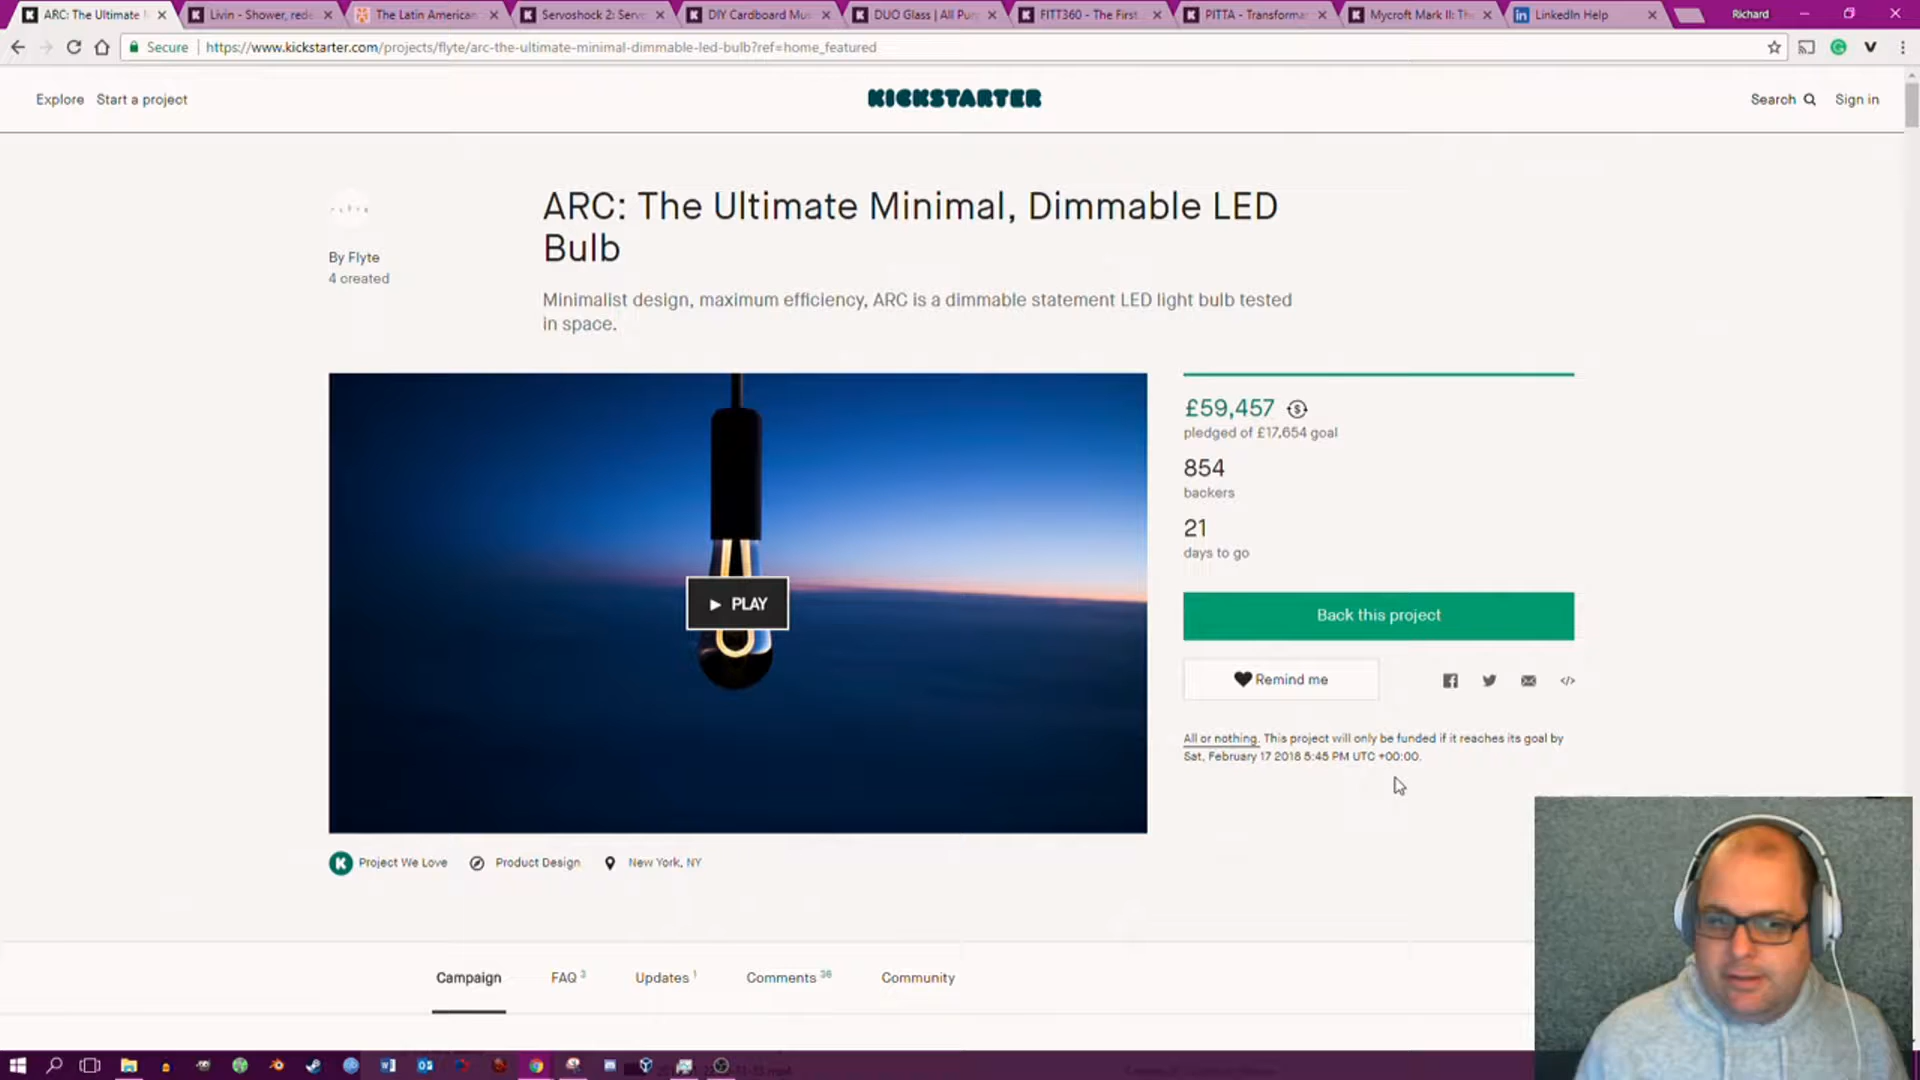 ARC: The Ultimate
Livin - Shower, rede
The Latin American
Servoshock 2: Servo
DIY Cardboard Mus
DUO Glass | All Pur
FITT360 - The First
PITTA - Transforma
Mycroft Mark II: Th
LinkedIn Help
Richard
Secure
https://www.kickstarter.com/projects/flyte/arc-the-ultimate-minimal-dimmable-led-bulb?ref=home_featured
Explore Start a project
KICKSTARTER
Search Sign in
ARC: The Ultimate Minimal, Dimmable LED
Bulb
By Flyte
4 created
Minimalist design, maximum efficiency, ARC is a dimmable statement LED light bulb tested
in space.
£59,457
pledged of £17,654 goal
854
backers
21
days to go
PLAY
Back this project
Remind me
All or nothing. This project will only be funded if it reaches its goal by
Sat, February 17 2018 5:45 PM UTC +00:00.
Project We Love Product Design New York, NY
Campaign FAQ 3 Updates 1 Comments 36 Community